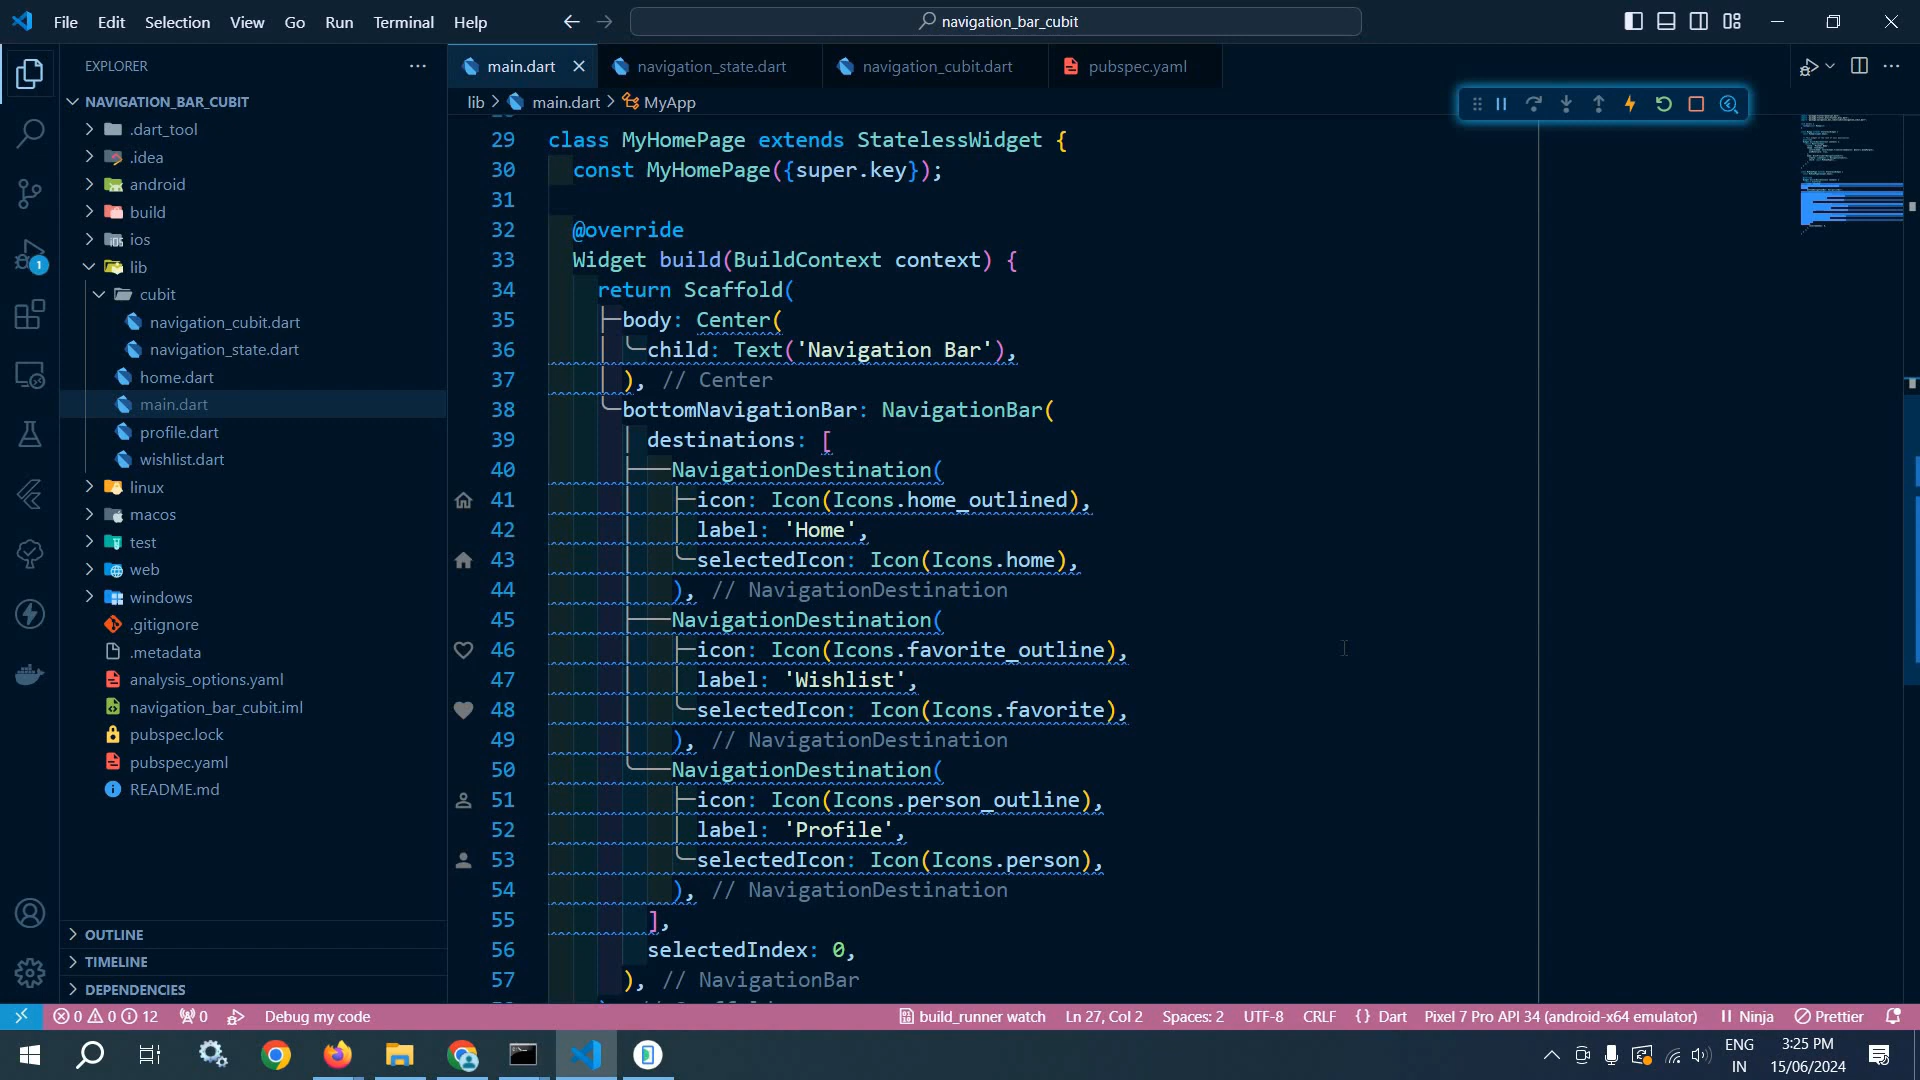 File Edit Selection View Go Run Terminal Help
navigation_bar_cubit
EXPLORER
main.dart
navigation_state.dart
navigation_cubit.dart
pubspec.yaml
NAVIGATION_BAR_CUBIT
lib > main.dart > MyApp
.dart_tool
.idea
android
build
ios
lib
cubit
navigation_cubit.dart
navigation_state.dart
home.dart
main.dart
profile.dart
wishlist.dart
linux
macos
test
web
windows
.gitignore
.metadata
analysis_options.yaml
navigation_bar_cubit.iml
pubspec.lock
pubspec.yaml
README.md
OUTLINE
TIMELINE
DEPENDENCIES
29 class MyHomePage extends StatelessWidget {
30 const MyHomePage({super.key});
31
32 @override
33 Widget build(BuildContext context) {
34 return Scaffold(
35 body: Center(
36 child: Text('Navigation Bar'),
37 ), // Center
38 bottomNavigationBar: NavigationBar(
39 destinations: [
40 NavigationDestination(
41 icon: Icon(Icons.home_outlined),
42 label: 'Home',
43 selectedIcon: Icon(Icons.home),
44 ), // NavigationDestination
45 NavigationDestination(
46 icon: Icon(Icons.favorite_outline),
47 label: 'Wishlist',
48 selectedIcon: Icon(Icons.favorite),
49 ), // NavigationDestination
50 NavigationDestination(
51 icon: Icon(Icons.person_outline),
52 label: 'Profile',
53 selectedIcon: Icon(Icons.person),
54 ), // NavigationDestination
55 ],
56 selectedIndex: 0,
57 ), // NavigationBar
1
0 0 12 0 Debug my code
build_runner watch Ln 27, Col 2 Spaces: 2 UTF-8 CRLF {} Dart Pixel 7 Pro API 34 (android-x64 emulator) Ninja Prettier
ENG
IN
3:25 PM
15/06/2024